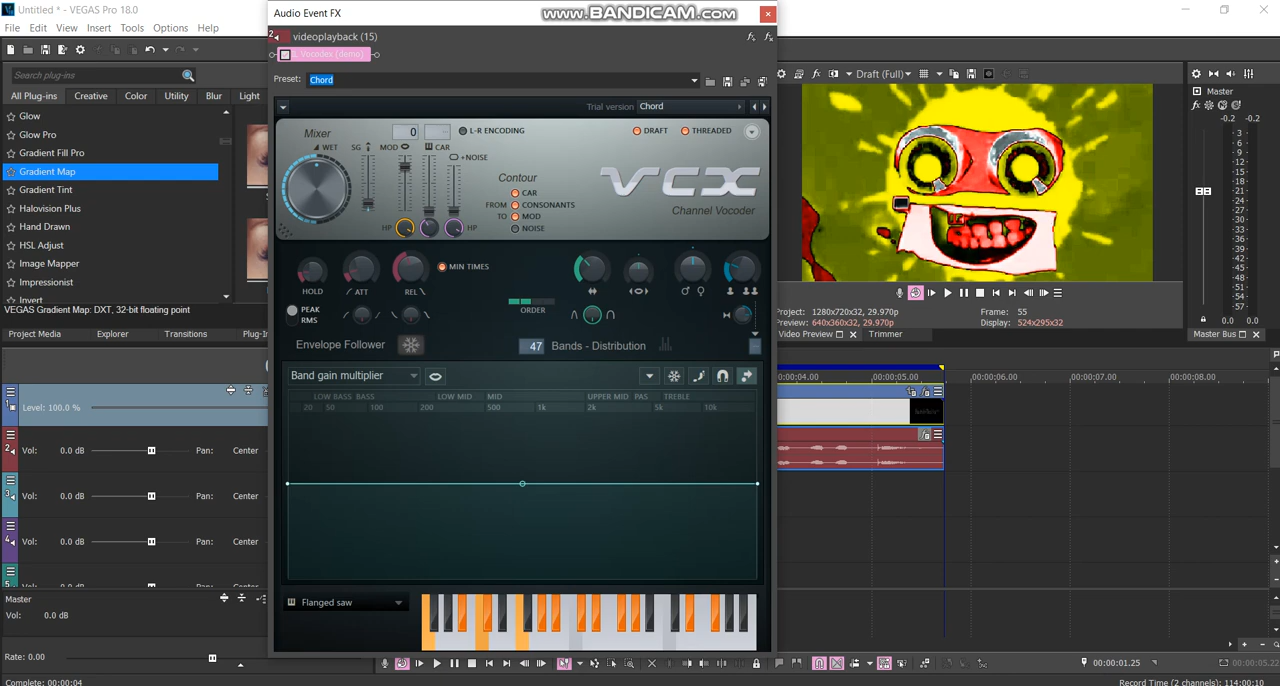 Untitled * - VEGAS Pro 18.0
File Edit View Insert Tools Options Help
All Plug-ins Creative Color Utility Blur Light
Search plug-ins
Glow
Glow Pro
Gradient Fill Pro
Gradient Map
Gradient Tint
Halovision Plus
Hand Drawn
HSL Adjust
Image Mapper
Impressionist
Invert
VEGAS Gradient Map: DXT, 32-bit floating point
Project Media Explorer Transitions Plug-In
Audio Event FX
www.BANDICAM.com
videoplayback (15)
Vocodex (demo)
Preset: Chord
Trial version Chord
Mixer 0 L-R ENCODING DRAFT THREADED
WET SG MOD CAR
+NOISE
Contour
CAR
FROM CONSONANTS
TO MOD
NOISE
HP HP
VCX
Channel Vocoder
HOLD ATT REL MIN TIMES
PEAK
RMS
ORDER
Envelope Follower
47 Bands - Distribution
Band gain multiplier
LOW BASS BASS LOW MID MID UPPER MID PAS TREBLE
20 50 100 200 500 1k 2k 5k 10k
Flanged saw
Draft (Full)
Project: 1280x720x32, 29.970p
Preview: 640x360x32, 29.970p
Frame: 55
Display: 524x295x32
Video Preview Trimmer
Master
-0.2 -0.2
- 3
- 6
- 9
-12
-15
-18
-21
-24
-27
-30
-33
-36
-39
-42
-45
-48
-51
-54
-57
0.0 0.0
Master Bus
00:00:04.00 00:00:05.00 00:00:06.00 00:00:07.00 00:00:08.00
1
Level: 100.0 %
2
Vol: 0.0 dB Pan: Center
3
Vol: 0.0 dB Pan: Center
4
Vol: 0.0 dB Pan: Center
5
Master
Vol: 0.0 dB
Rate: 0.00
Complete: 00:00:04
00:00:01.25
00:00:05.22
Record Time (2 channels): 114:00:10